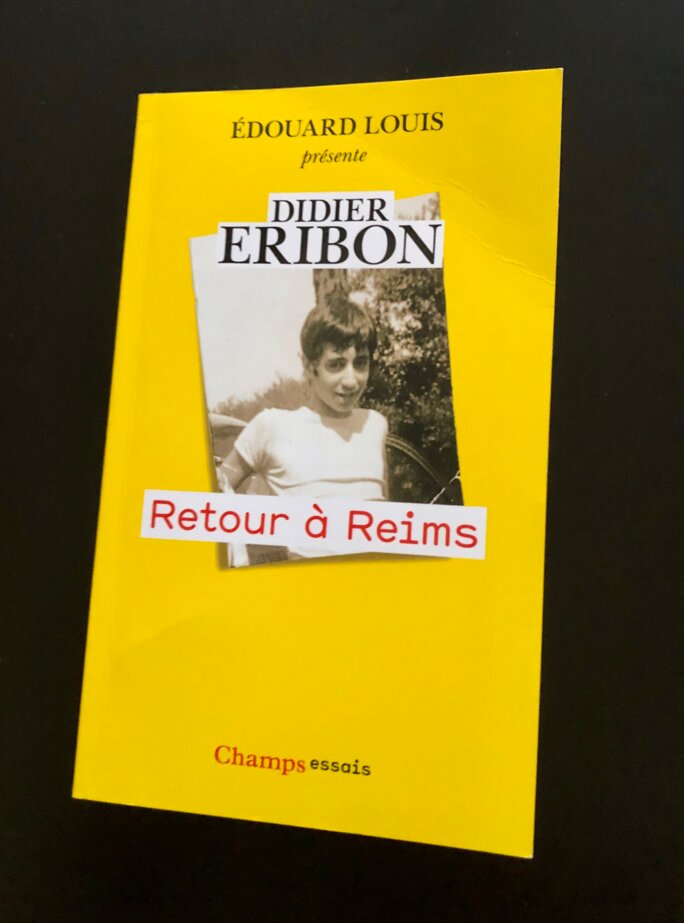 ÉDOUARD LOUIS
présente
DIDIER
ERIBON
Retour à Reims
Champs essais